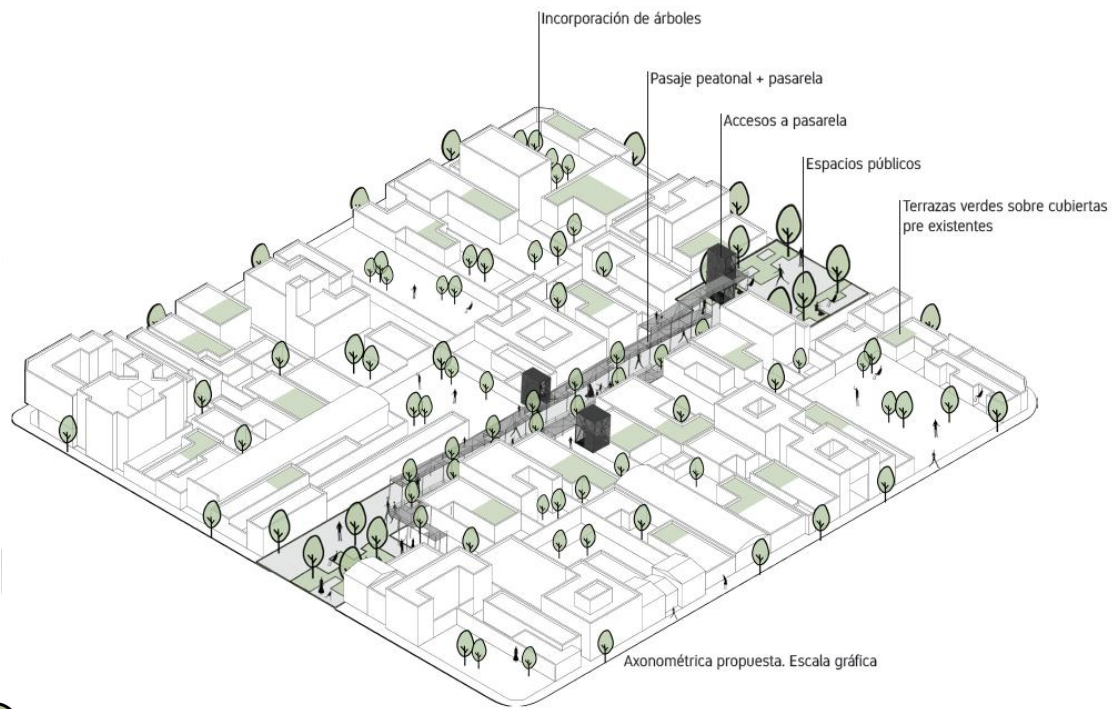 Incorporación de árboles
Pasaje peatonal + pasarela
Accesos a pasarela
Espacios públicos
Terrazas verdes sobre cubiertas
pre existentes
Axonométrica propuesta. Escala gráfica